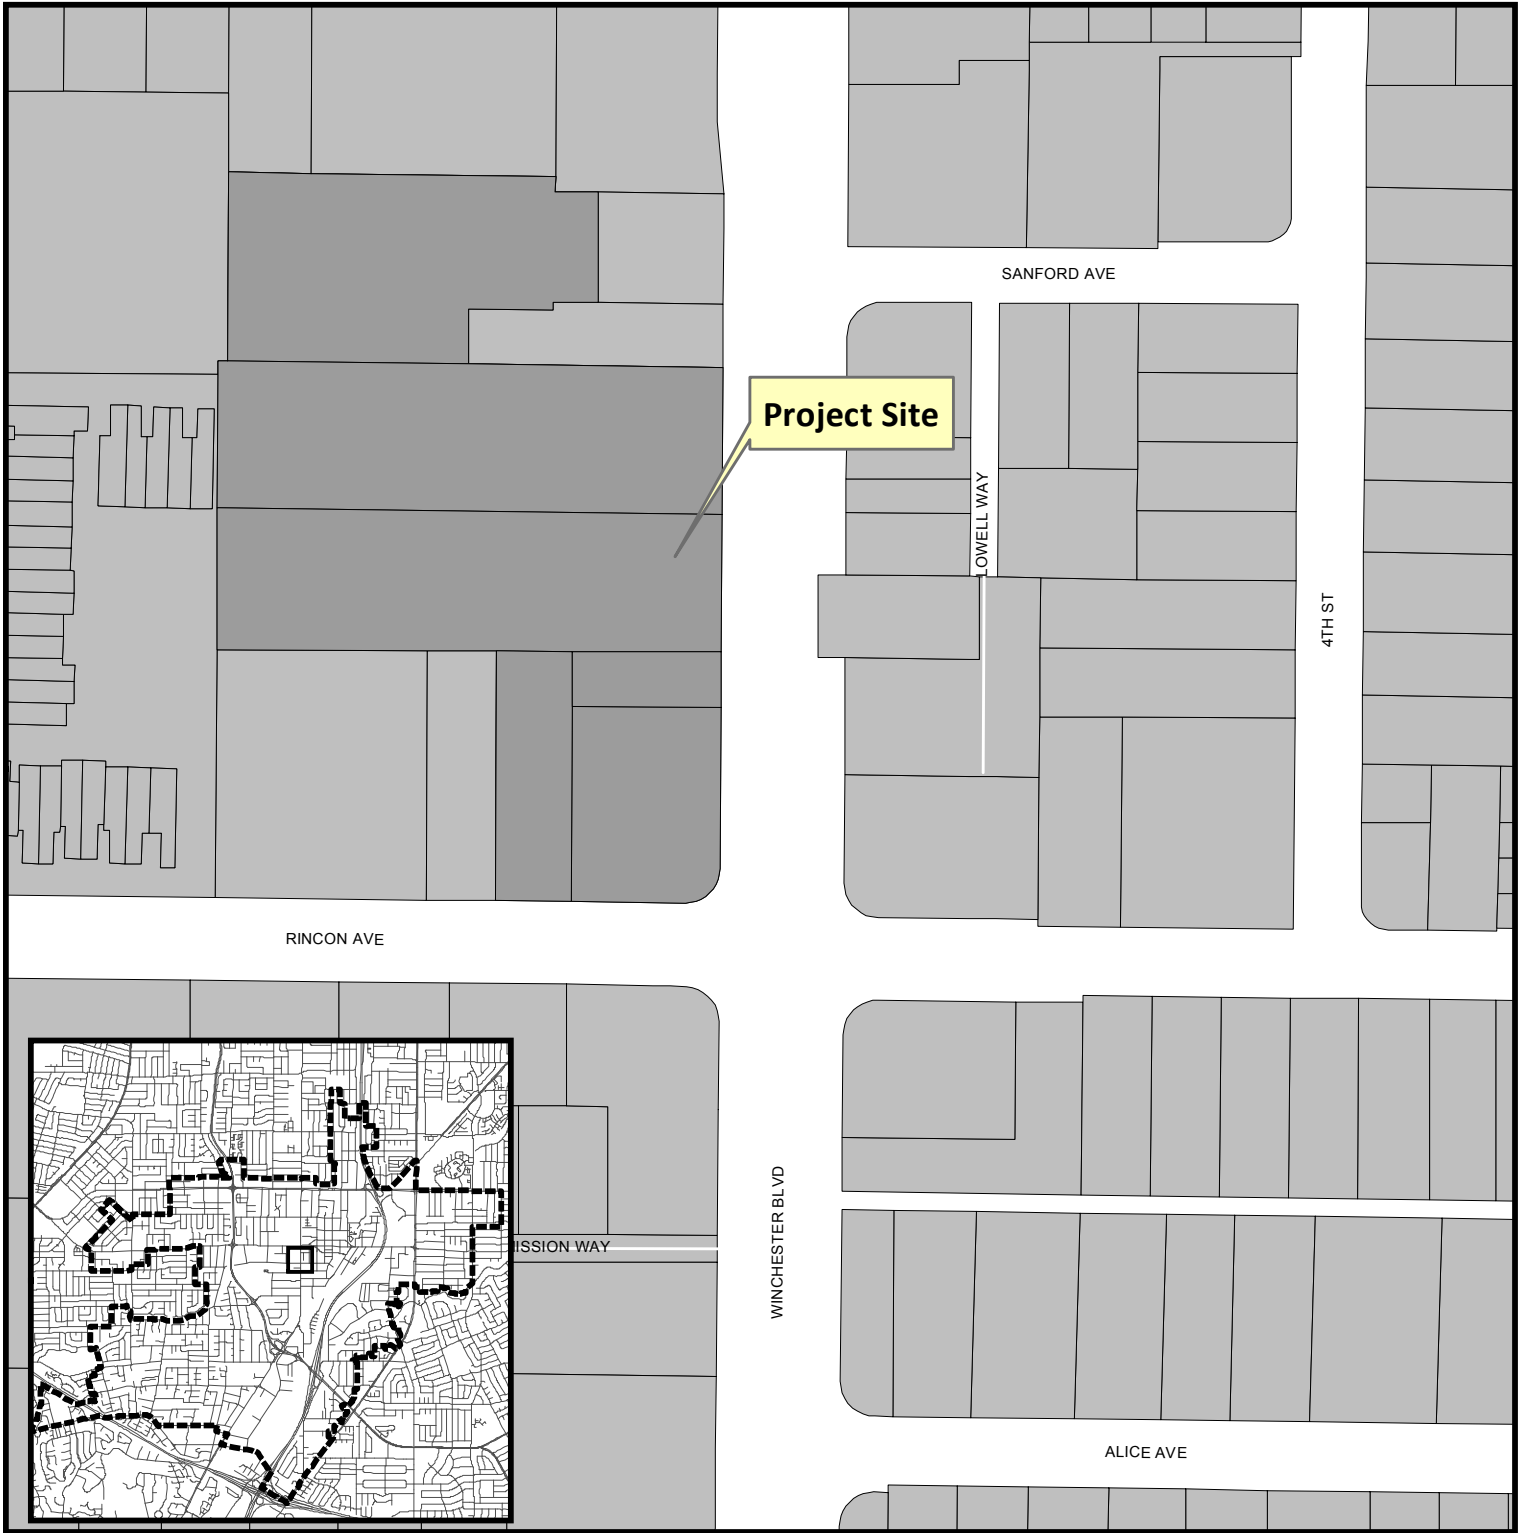 SANFORD AVE
Project Site
LOWELL WAY
4TH ST
RINCON AVE
WINCHESTER BLVD
ISSION WAY
ALICE AVE